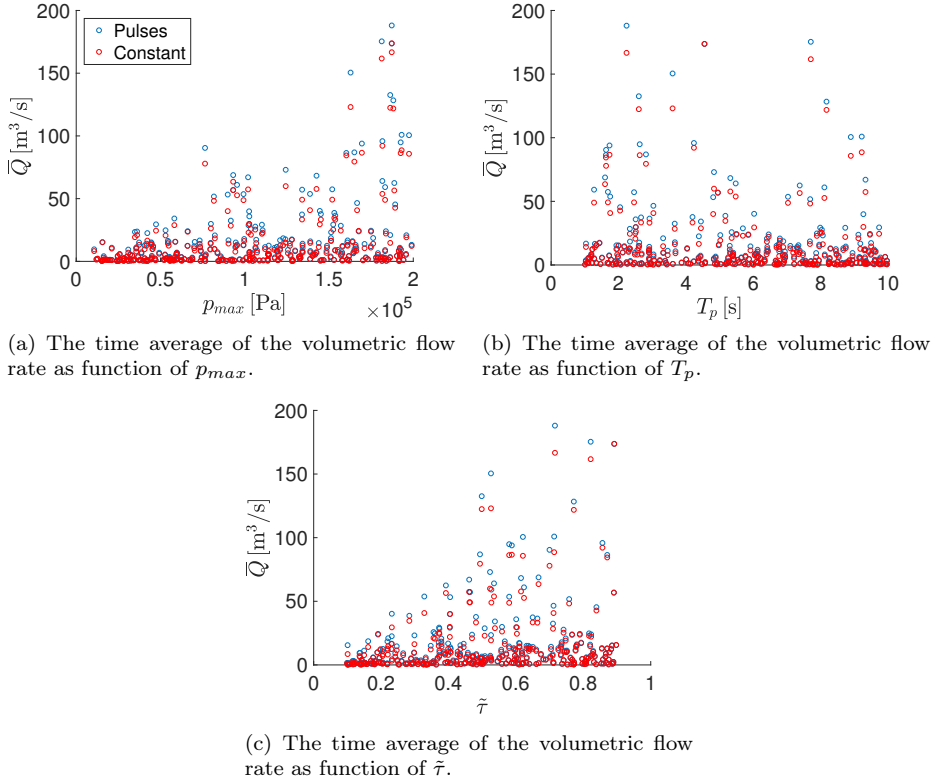 200
150
100
50
0
Q̅ [m³/s]
Pulses
Constant
0
0.5
1
1.5
2
p_max [Pa]
×10⁵
(a) The time average of the volumetric flow
rate as function of p_max.
200
150
100
50
0
Q̅ [m³/s]
0
2
4
6
8
10
T_p [s]
(b) The time average of the volumetric flow
rate as function of T_p.
200
150
100
50
0
Q̅ [m³/s]
0
0.2
0.4
0.6
0.8
1
τ̃
(c) The time average of the volumetric flow
rate as function of τ̃.